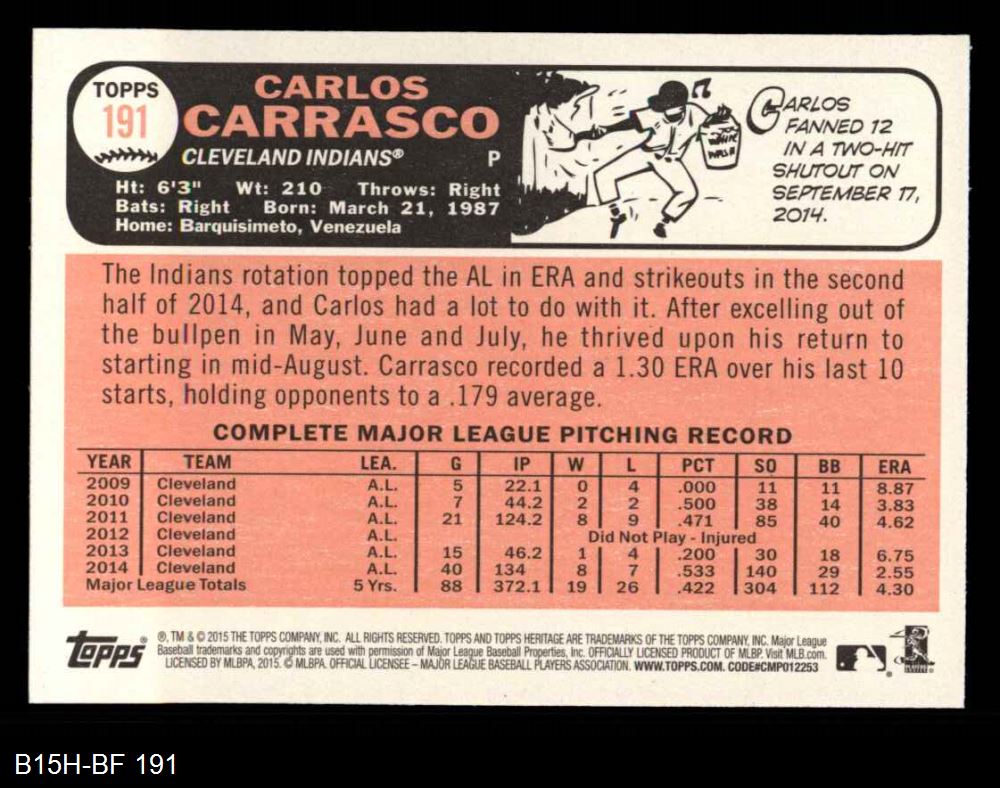 TOPPS
191
CARLOS
CARRASCO
CLEVELAND INDIANS® P
Ht: 6'3" Wt: 210 Throws: Right
Bats: Right Born: March 21, 1987
Home: Barquisimeto, Venezuela
CARLOS
FANNED 12
IN A TWO-HIT
SHUTOUT ON
SEPTEMBER 17,
2014.
The Indians rotation topped the AL in ERA and strikeouts in the second
half of 2014, and Carlos had a lot to do with it. After excelling out of
the bullpen in May, June and July, he thrived upon his return to
starting in mid-August. Carrasco recorded a 1.30 ERA over his last 10
starts, holding opponents to a .179 average.
COMPLETE MAJOR LEAGUE PITCHING RECORD
YEAR TEAM LEA. G IP W L PCT SO BB ERA
2009 Cleveland A.L. 5 22.1 0 4 .000 11 11 8.87
2010 Cleveland A.L. 7 44.2 2 2 .500 38 14 3.83
2011 Cleveland A.L. 21 124.2 8 9 .471 85 40 4.62
2012 Cleveland A.L. Did Not Play - Injured
2013 Cleveland A.L. 15 46.2 1 4 .200 30 18 6.75
2014 Cleveland A.L. 40 134 8 7 .533 140 29 2.55
Major League Totals 5 Yrs. 88 372.1 19 26 .422 304 112 4.30
topps
®, TM & © 2015 THE TOPPS COMPANY, INC. ALL RIGHTS RESERVED. TOPPS AND TOPPS HERITAGE ARE TRADEMARKS OF THE TOPPS COMPANY, INC. Major League
Baseball trademarks and copyrights are used with permission of Major League Baseball Properties, Inc. OFFICIALLY LICENSED PRODUCT OF MLBP. Visit MLB.com.
LICENSED BY MLBPA, 2015. © MLBPA. OFFICIAL LICENSEE – MAJOR LEAGUE BASEBALL PLAYERS ASSOCIATION. WWW.TOPPS.COM. CODE#CMP012253
B15H-BF 191